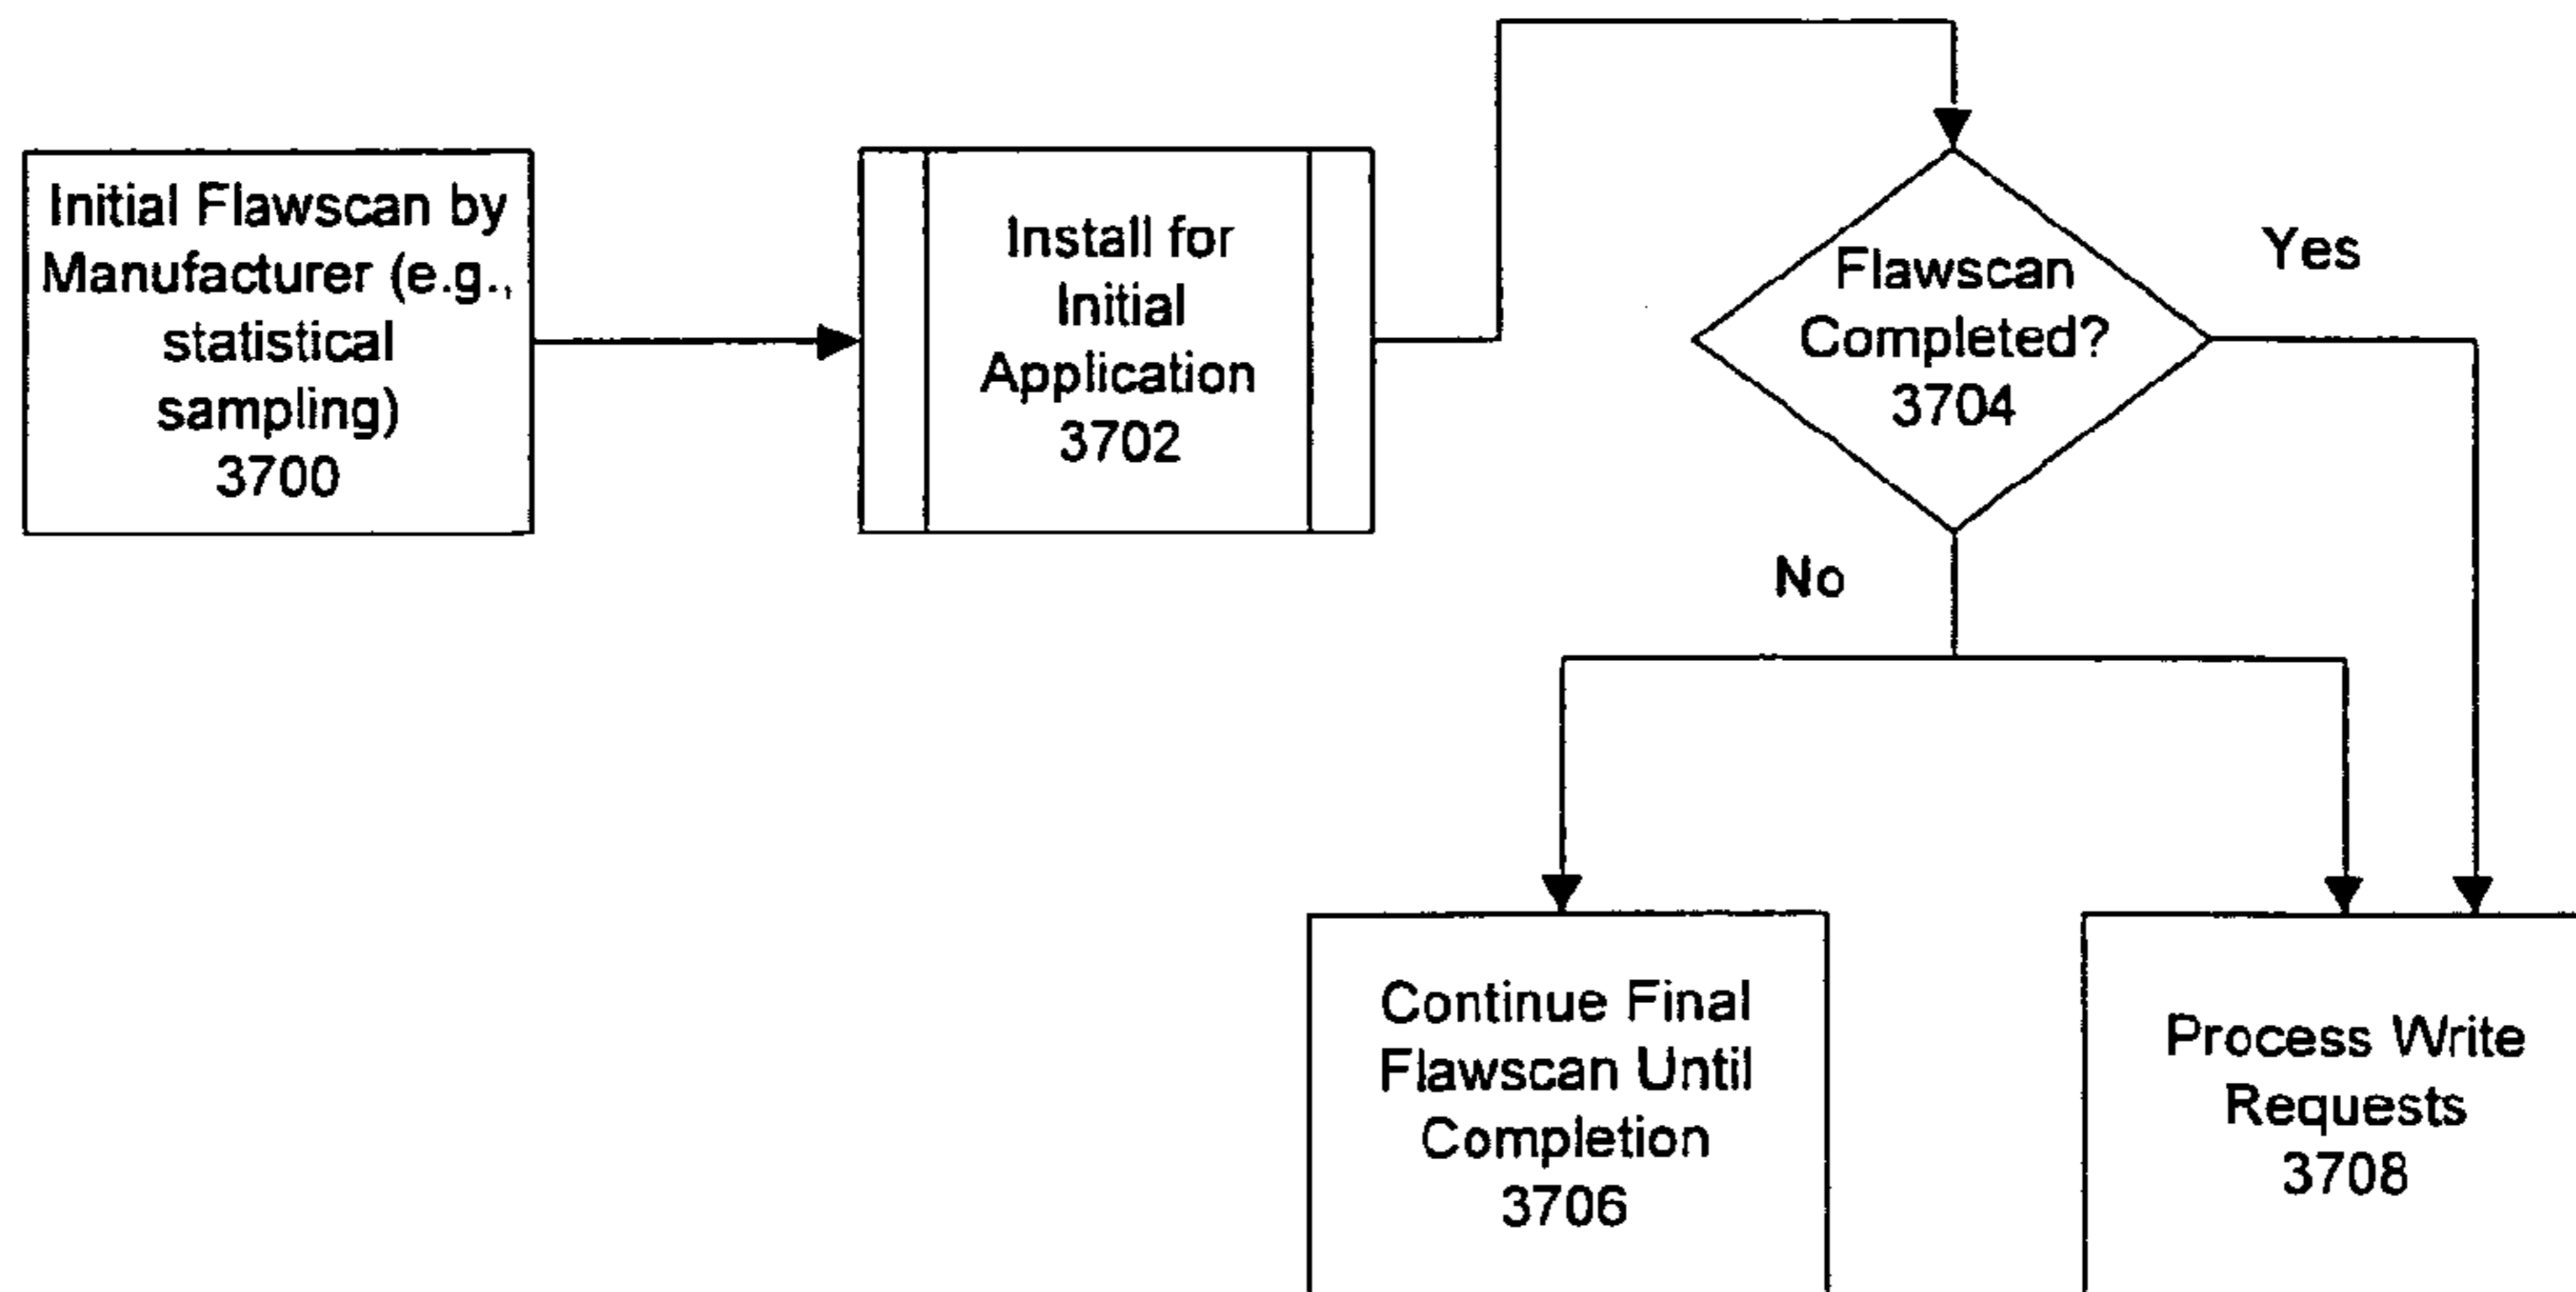 Initial Flawscan by
Manufacturer (e.g.,
statistical
sampling)
3700
Install for
Initial
Application
3702
Flawscan
Completed?
3704
Yes
No
Continue Final
Flawscan Until
Completion
3706
Process Write
Requests
3708